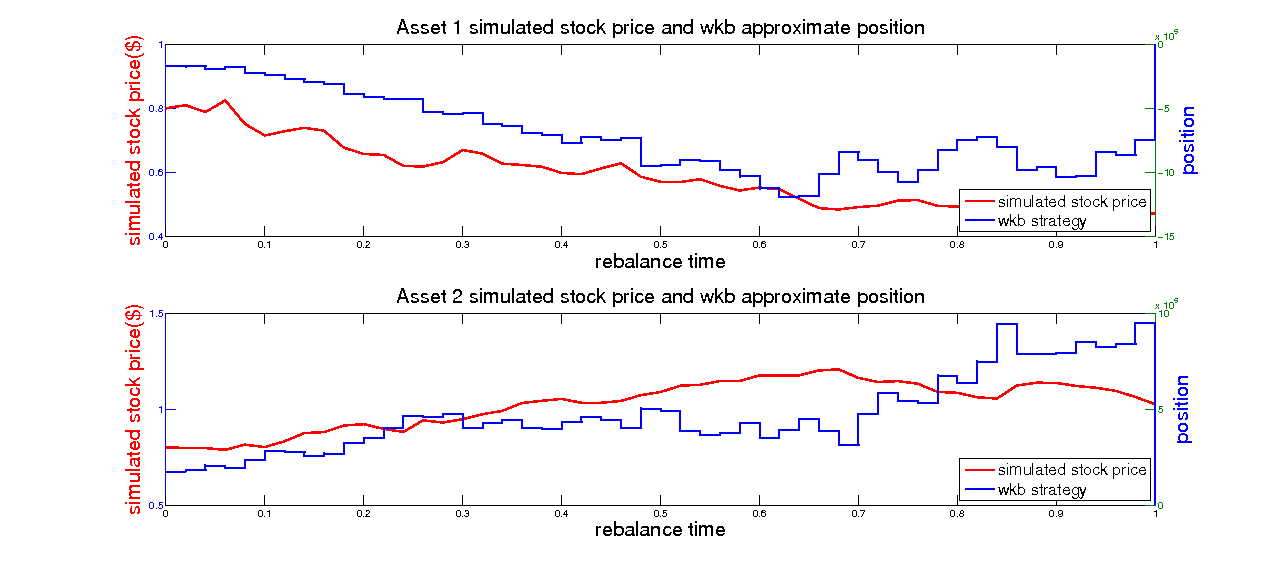 Asset 1 simulated stock price and wkb approximate position
x 10^5
simulated stock price($)
position
1
0.8
0.6
0.4
0
-5
-10
-15
simulated stock price
wkb strategy
0 0.1 0.2 0.3 0.4 0.5 0.6 0.7 0.8 0.9 1
rebalance time
Asset 2 simulated stock price and wkb approximate position
x 10^5
simulated stock price($)
position
1.5
1
0.5
10
5
0
simulated stock price
wkb strategy
0 0.1 0.2 0.3 0.4 0.5 0.6 0.7 0.8 0.9 1
rebalance time